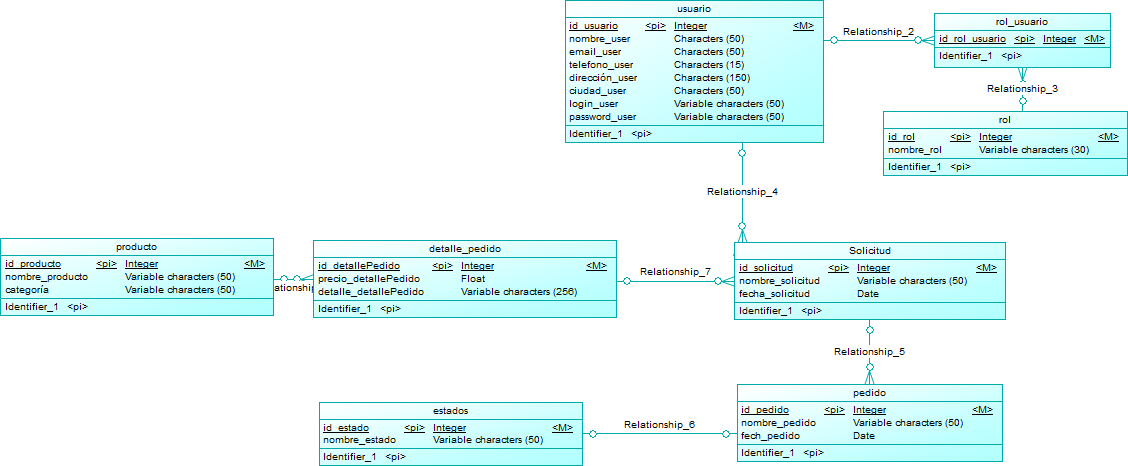 usuario
id_usuario <pi> Integer <M>
nombre_user Characters (50)
email_user Characters (50)
telefono_user Characters (15)
dirección_user Characters (150)
ciudad_user Characters (50)
login_user Variable characters (50)
password_user Variable characters (50)
Identifier_1 <pi>
Relationship_2
rol_usuario
id_rol_usuario <pi> Integer <M>
Identifier_1 <pi>
Relationship_3
rol
id_rol <pi> Integer <M>
nombre_rol Variable characters (30)
Identifier_1 <pi>
Relationship_4
producto
id_producto <pi> Integer <M>
nombre_producto Variable characters (50)
categoría Variable characters (50)
Identifier_1 <pi>
ationship
detalle_pedido
id_detallePedido <pi> Integer <M>
precio_detallePedido Float
detalle_detallePedido Variable characters (256)
Identifier_1 <pi>
Relationship_7
Solicitud
id_solicitud <pi> Integer <M>
nombre_solicitud Variable characters (50)
fecha_solicitud Date
Identifier_1 <pi>
Relationship_5
estados
id_estado <pi> Integer <M>
nombre_estado Variable characters (50)
Identifier_1 <pi>
Relationship_6
pedido
id_pedido <pi> Integer <M>
nombre_pedido Variable characters (50)
fech_pedido Date
Identifier_1 <pi>